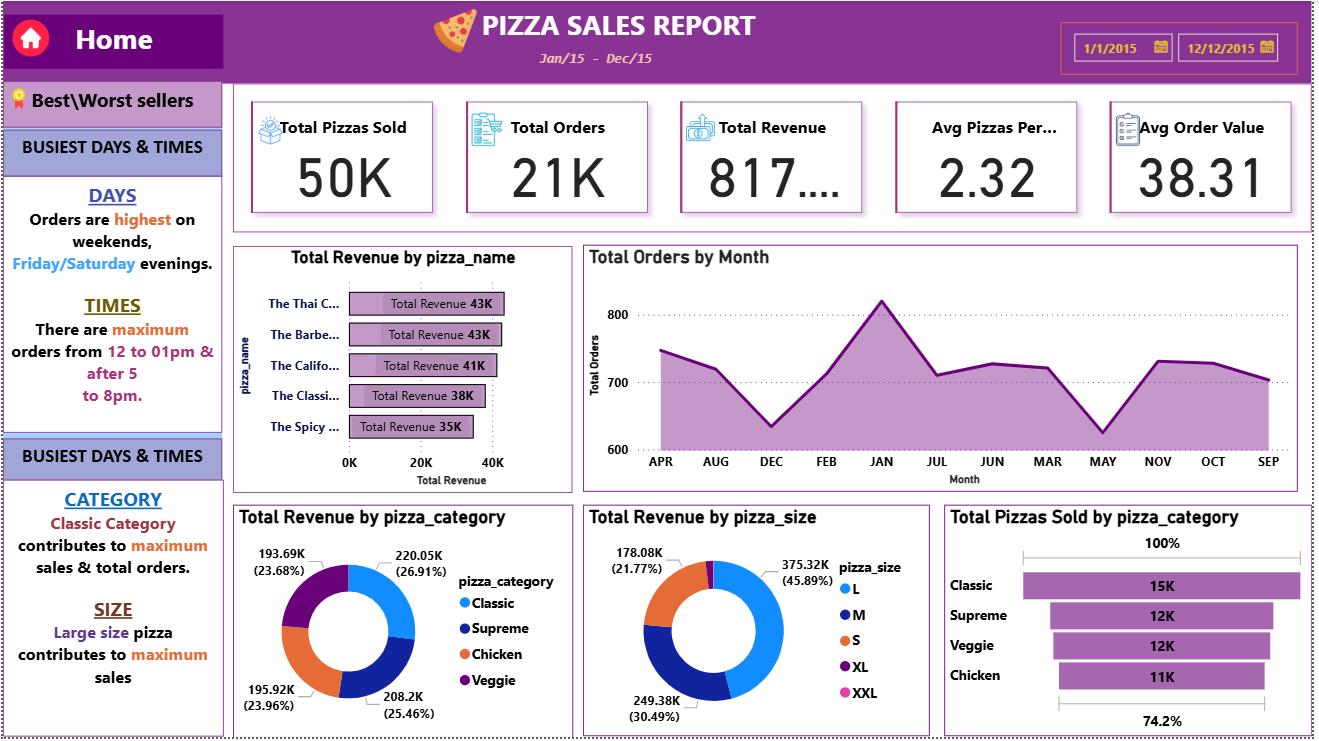 Home
PIZZA SALES REPORT
Jan/15 - Dec/15
1/1/2015
12/12/2015
Best\Worst sellers
BUSIEST DAYS & TIMES
DAYS
Orders are highest on
weekends,
Friday/Saturday evenings.
TIMES
There are maximum
orders from 12 to 01pm &
after 5
to 8pm.
BUSIEST DAYS & TIMES
CATEGORY
Classic Category
contributes to maximum
sales & total orders.
SIZE
Large size pizza
contributes to maximum
sales
Total Pizzas Sold
50K
Total Orders
21K
Total Revenue
817....
Avg Pizzas Per...
2.32
Avg Order Value
38.31
Total Revenue by pizza_name
pizza_name
The Thai C... Total Revenue 43K
The Barbe... Total Revenue 43K
The Califo... Total Revenue 41K
The Classi... Total Revenue 38K
The Spicy ... Total Revenue 35K
0K 20K 40K
Total Revenue
Total Orders by Month
Total Orders
800
700
600
APR AUG DEC FEB JAN JUL JUN MAR MAY NOV OCT SEP
Month
Total Revenue by pizza_category
193.69K
(23.68%)
220.05K
(26.91%)
195.92K
(23.96%)
208.2K
(25.46%)
pizza_category
Classic
Supreme
Chicken
Veggie
Total Revenue by pizza_size
178.08K
(21.77%)
375.32K
(45.89%)
249.38K
(30.49%)
pizza_size
L
M
S
XL
XXL
Total Pizzas Sold by pizza_category
100%
Classic 15K
Supreme 12K
Veggie 12K
Chicken 11K
74.2%